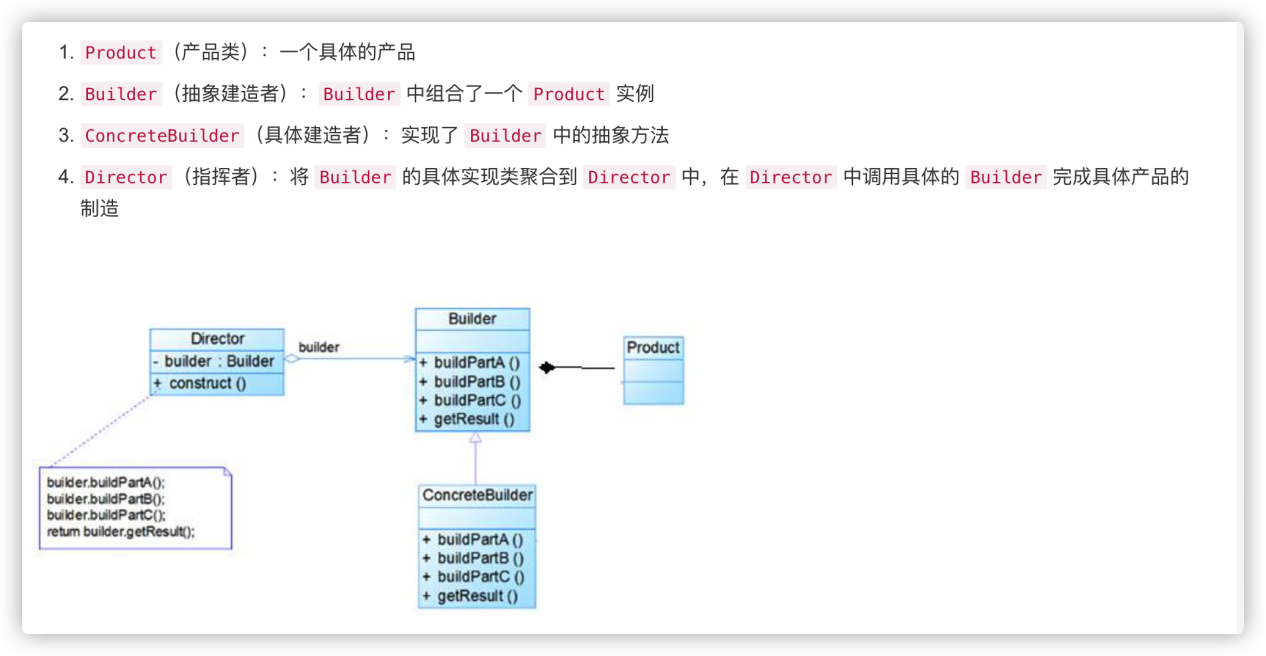 1. Product（产品类）：一个具体的产品
2. Builder（抽象建造者）：Builder 中组合了一个 Product 实例
3. ConcreteBuilder（具体建造者）：实现了 Builder 中的抽象方法
4. Director（指挥者）：将 Builder 的具体实现类聚合到 Director 中，在 Director 中调用具体的 Builder 完成具体产品的
制造
Director
- builder : Builder
+ construct ()
builder
Builder
+ buildPartA ()
+ buildPartB ()
+ buildPartC ()
+ getResult ()
Product
builder.buildPartA();
builder.buildPartB();
builder.buildPartC();
return builder.getResult();
ConcreteBuilder
+ buildPartA ()
+ buildPartB ()
+ buildPartC ()
+ getResult ()